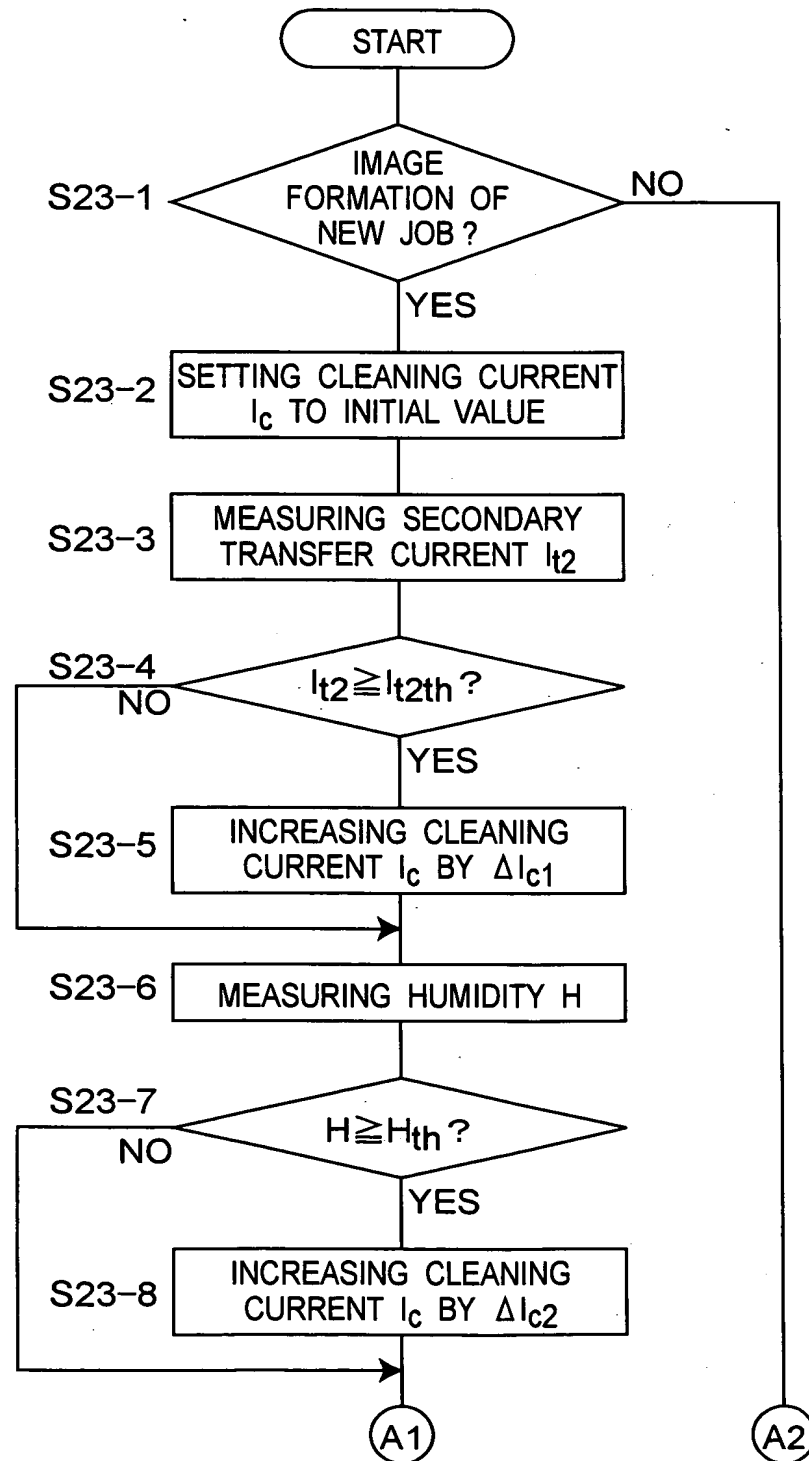 START
IMAGE
FORMATION OF
NEW JOB?
S23-1
NO
YES
S23-2
SETTING CLEANING CURRENT
Ic TO INITIAL VALUE
S23-3
MEASURING SECONDARY
TRANSFER CURRENT It2
S23-4
It2≧It2th?
NO
YES
S23-5
INCREASING CLEANING
CURRENT Ic BY ΔIc1
S23-6
MEASURING HUMIDITY H
S23-7
H≧Hth?
NO
YES
S23-8
INCREASING CLEANING
CURRENT Ic BY ΔIc2
A1
A2